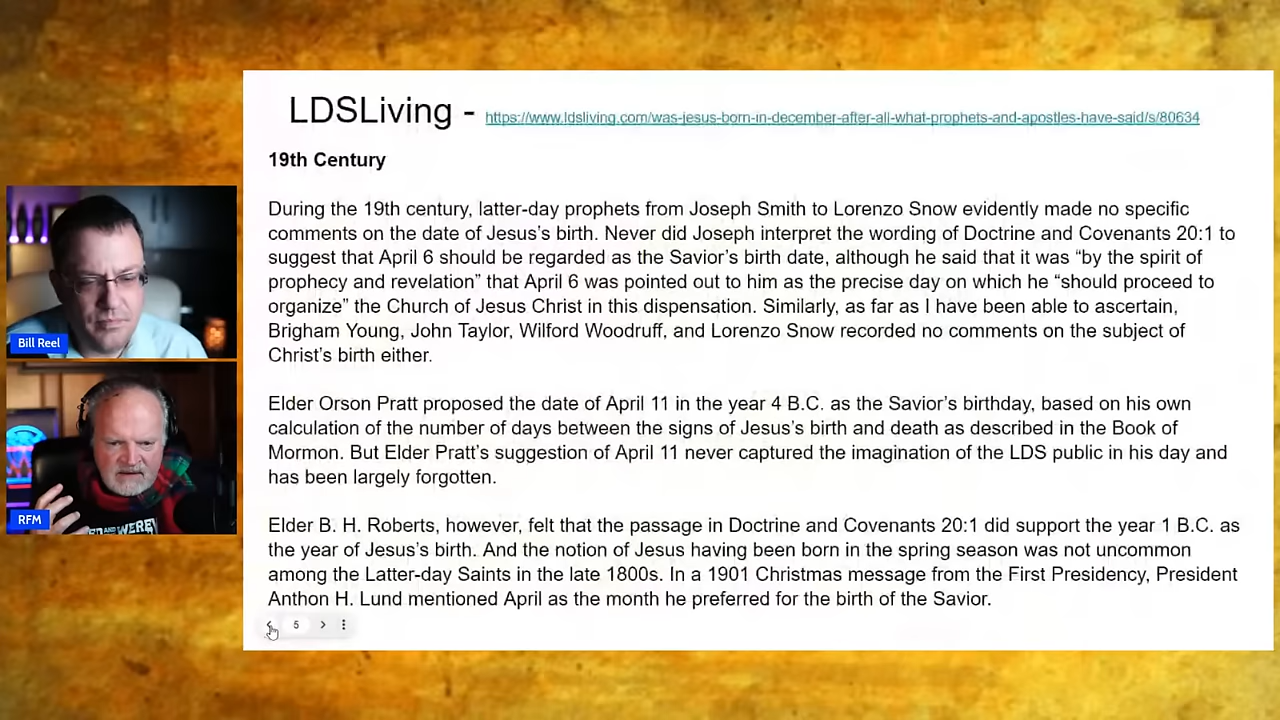 LDSLiving - https://www.ldsliving.com/was-jesus-born-in-december-after-all-what-prophets-and-apostles-have-said/s/80634
19th Century
During the 19th century, latter-day prophets from Joseph Smith to Lorenzo Snow evidently made no specific
comments on the date of Jesus’s birth. Never did Joseph interpret the wording of Doctrine and Covenants 20:1 to
suggest that April 6 should be regarded as the Savior’s birth date, although he said that it was “by the spirit of
prophecy and revelation” that April 6 was pointed out to him as the precise day on which he “should proceed to
organize” the Church of Jesus Christ in this dispensation. Similarly, as far as I have been able to ascertain,
Brigham Young, John Taylor, Wilford Woodruff, and Lorenzo Snow recorded no comments on the subject of
Christ’s birth either.
Elder Orson Pratt proposed the date of April 11 in the year 4 B.C. as the Savior’s birthday, based on his own
calculation of the number of days between the signs of Jesus’s birth and death as described in the Book of
Mormon. But Elder Pratt’s suggestion of April 11 never captured the imagination of the LDS public in his day and
has been largely forgotten.
Elder B. H. Roberts, however, felt that the passage in Doctrine and Covenants 20:1 did support the year 1 B.C. as
the year of Jesus’s birth. And the notion of Jesus having been born in the spring season was not uncommon
among the Latter-day Saints in the late 1800s. In a 1901 Christmas message from the First Presidency, President
Anthon H. Lund mentioned April as the month he preferred for the birth of the Savior.
5
Bill Reel
RFM